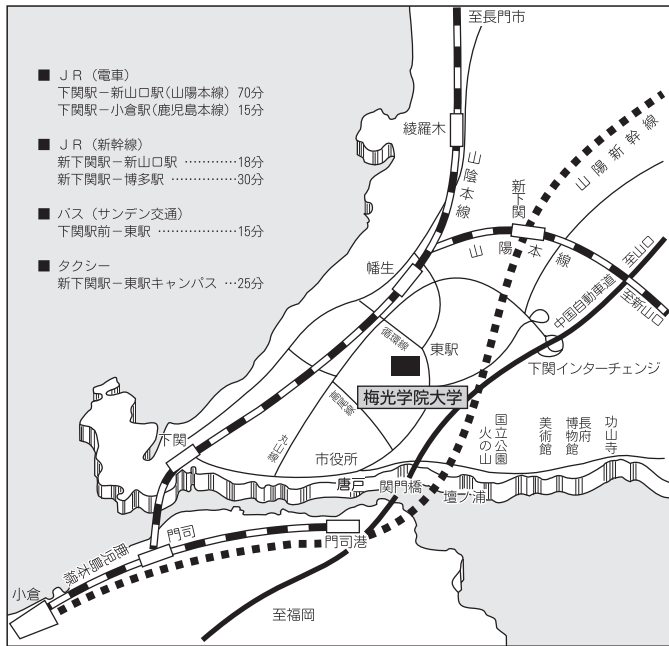 至長門市
■ ＪＲ（電車）
下関駅−新山口駅(山陽本線) 70分
下関駅−小倉駅(鹿児島本線) 15分
■ ＪＲ（新幹線）
新下関駅−新山口駅 …………18分
新下関駅−博多駅 ……………30分
■ バス（サンデン交通）
下関駅前−東駅 ………………15分
■ タクシー
新下関駅−東駅キャンパス …25分
綾羅木
山陰本線
山陽新幹線
新下関
山陽本線
至山口
幡生
中国自動車道
至新山口
循環線
東駅
下関インターチェンジ
梅光学院大学
丸山線
下関
市役所
国立公園
火の山
美術館
長府
博物館
功山寺
唐戸
関門橋
壇ノ浦
門司
門司港
鹿児島本線
小倉
至福岡